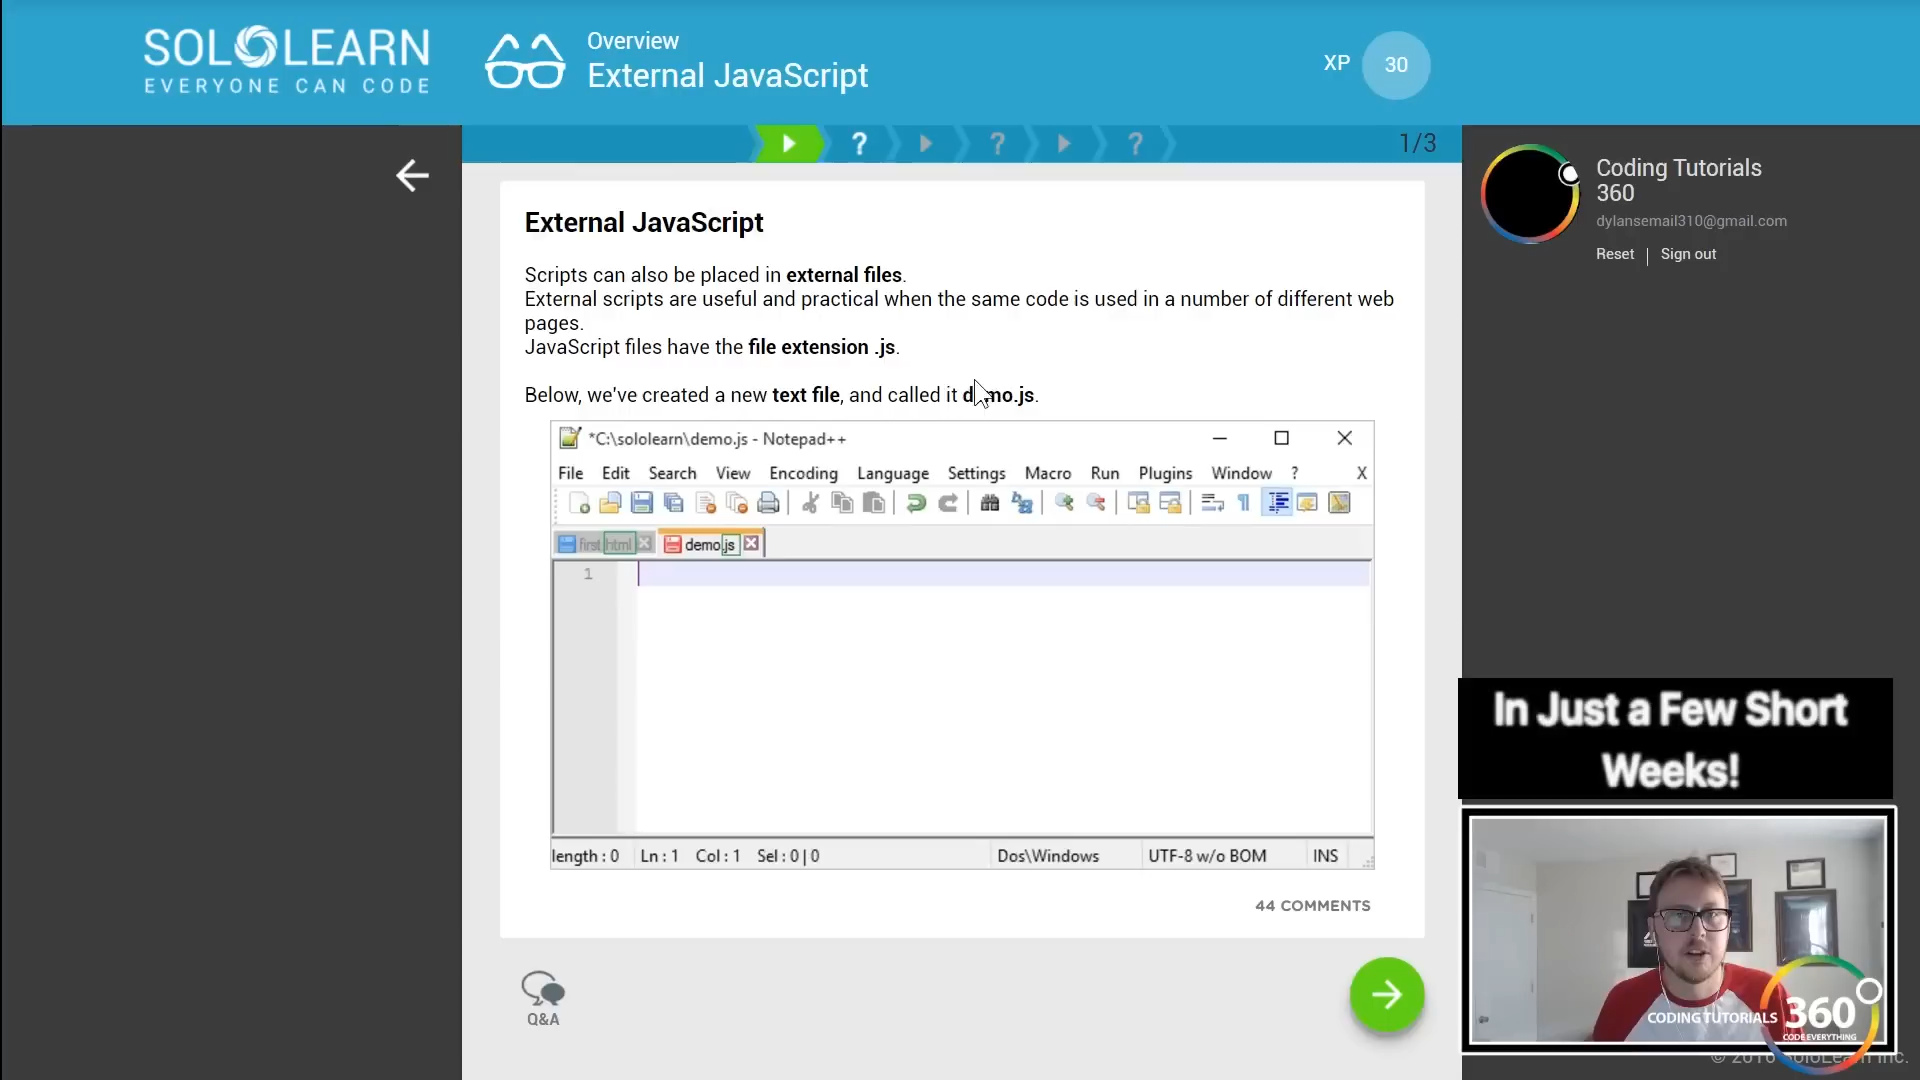 SOLOLEARN
EVERYONE CAN CODE
Overview
External JavaScript
XP 30
? ? ?
1/3
External JavaScript
Scripts can also be placed in external files.
External scripts are useful and practical when the same code is used in a number of different web
pages.
JavaScript files have the file extension .js.
Below, we've created a new text file, and called it demo.js.
*C:\sololearn\demo.js - Notepad++
File Edit Search View Encoding Language Settings Macro Run Plugins Window ? X
first html demo.js
1
length : 0 Ln : 1 Col : 1 Sel : 0 | 0 Dos\Windows UTF-8 w/o BOM INS
44 COMMENTS
Q&A
Coding Tutorials
360
dylansemail310@gmail.com
Reset | Sign out
In Just a Few Short
Weeks!
CODING TUTORIALS 360
CODE EVERYTHING
© 2016 SoloLearn Inc.